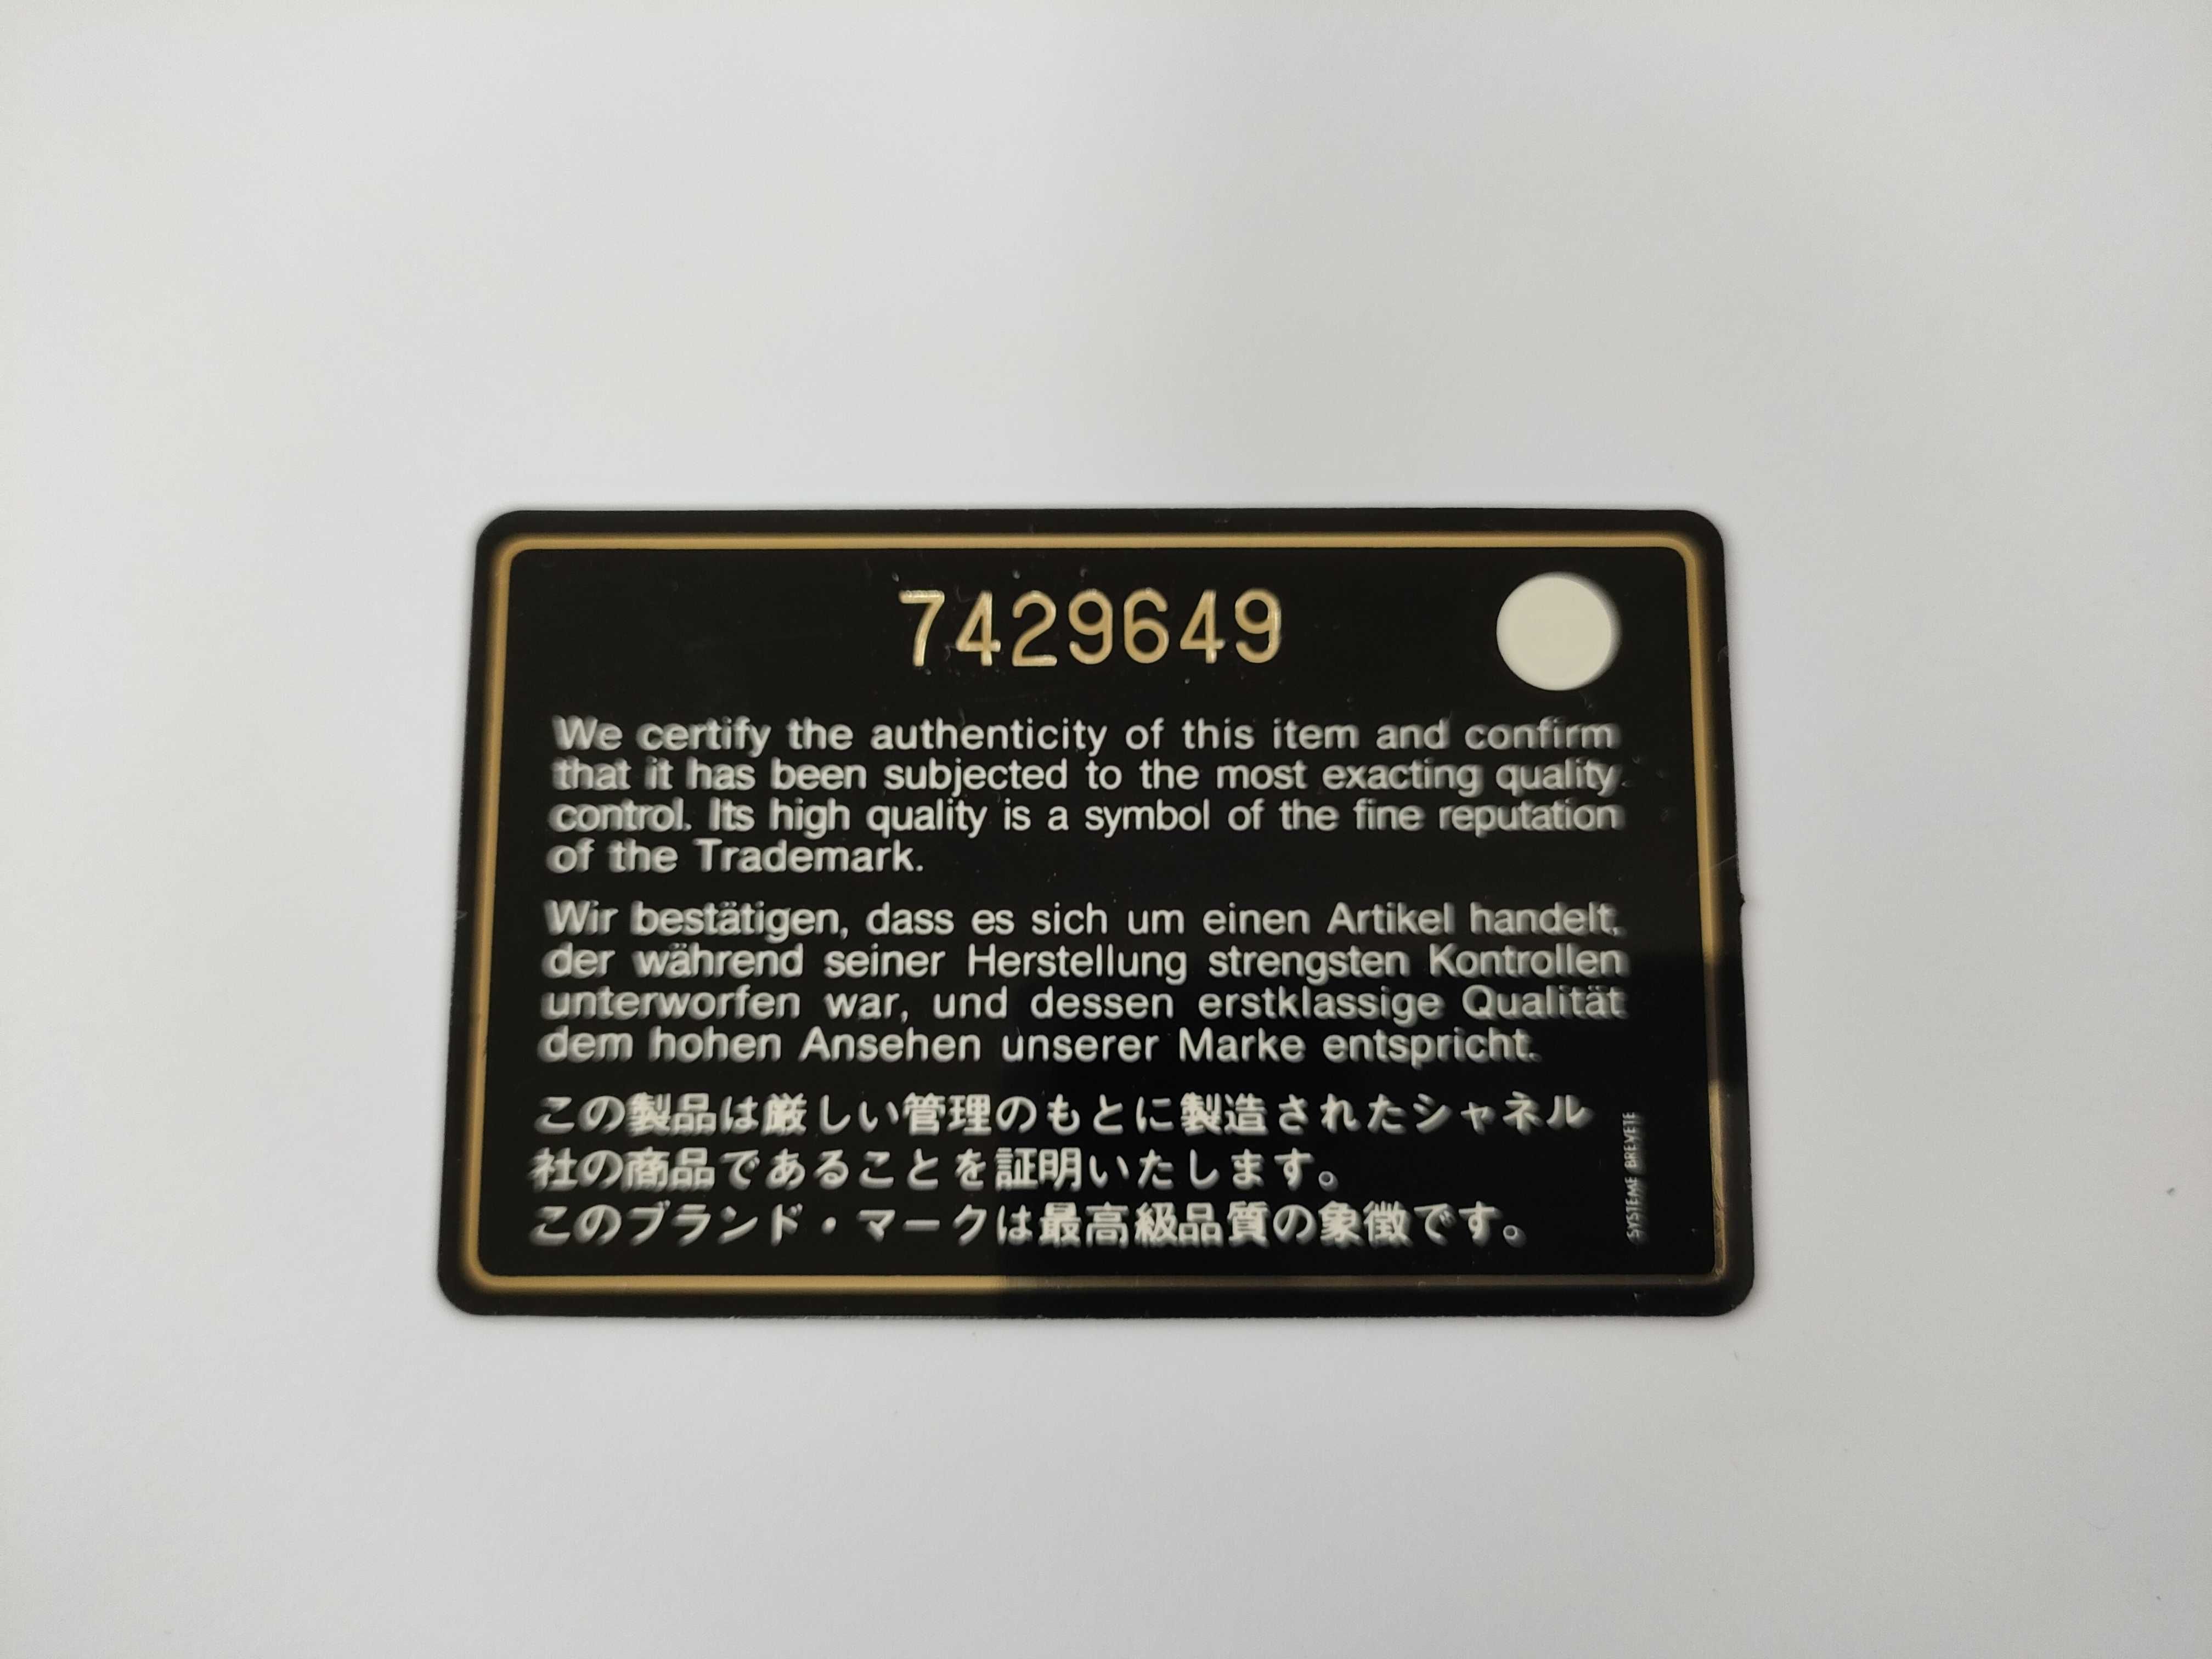 7429649
We certify the authenticity of this item and confirm
that it has been subjected to the most exacting quality
control. Its high quality is a symbol of the fine reputation
of the Trademark.
Wir bestätigen, dass es sich um einen Artikel handelt,
der während seiner Herstellung strengsten Kontrollen
unterworfen war, und dessen erstklassige Qualität
dem hohen Ansehen unserer Marke entspricht.
この製品は厳しい管理のもとに製造されたシャネル
社の商品であることを証明いたします。
このブランド・マークは最高級品質の象徴です。
SYSTEME BREVETE